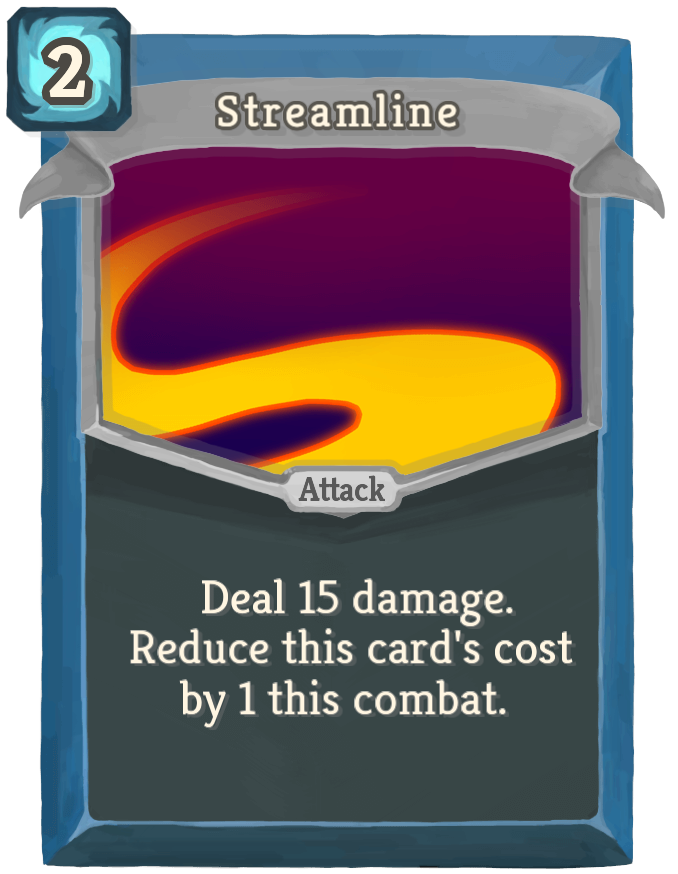 2
Streamline
Attack
Deal 15 damage.
Reduce this card's cost
by 1 this combat.